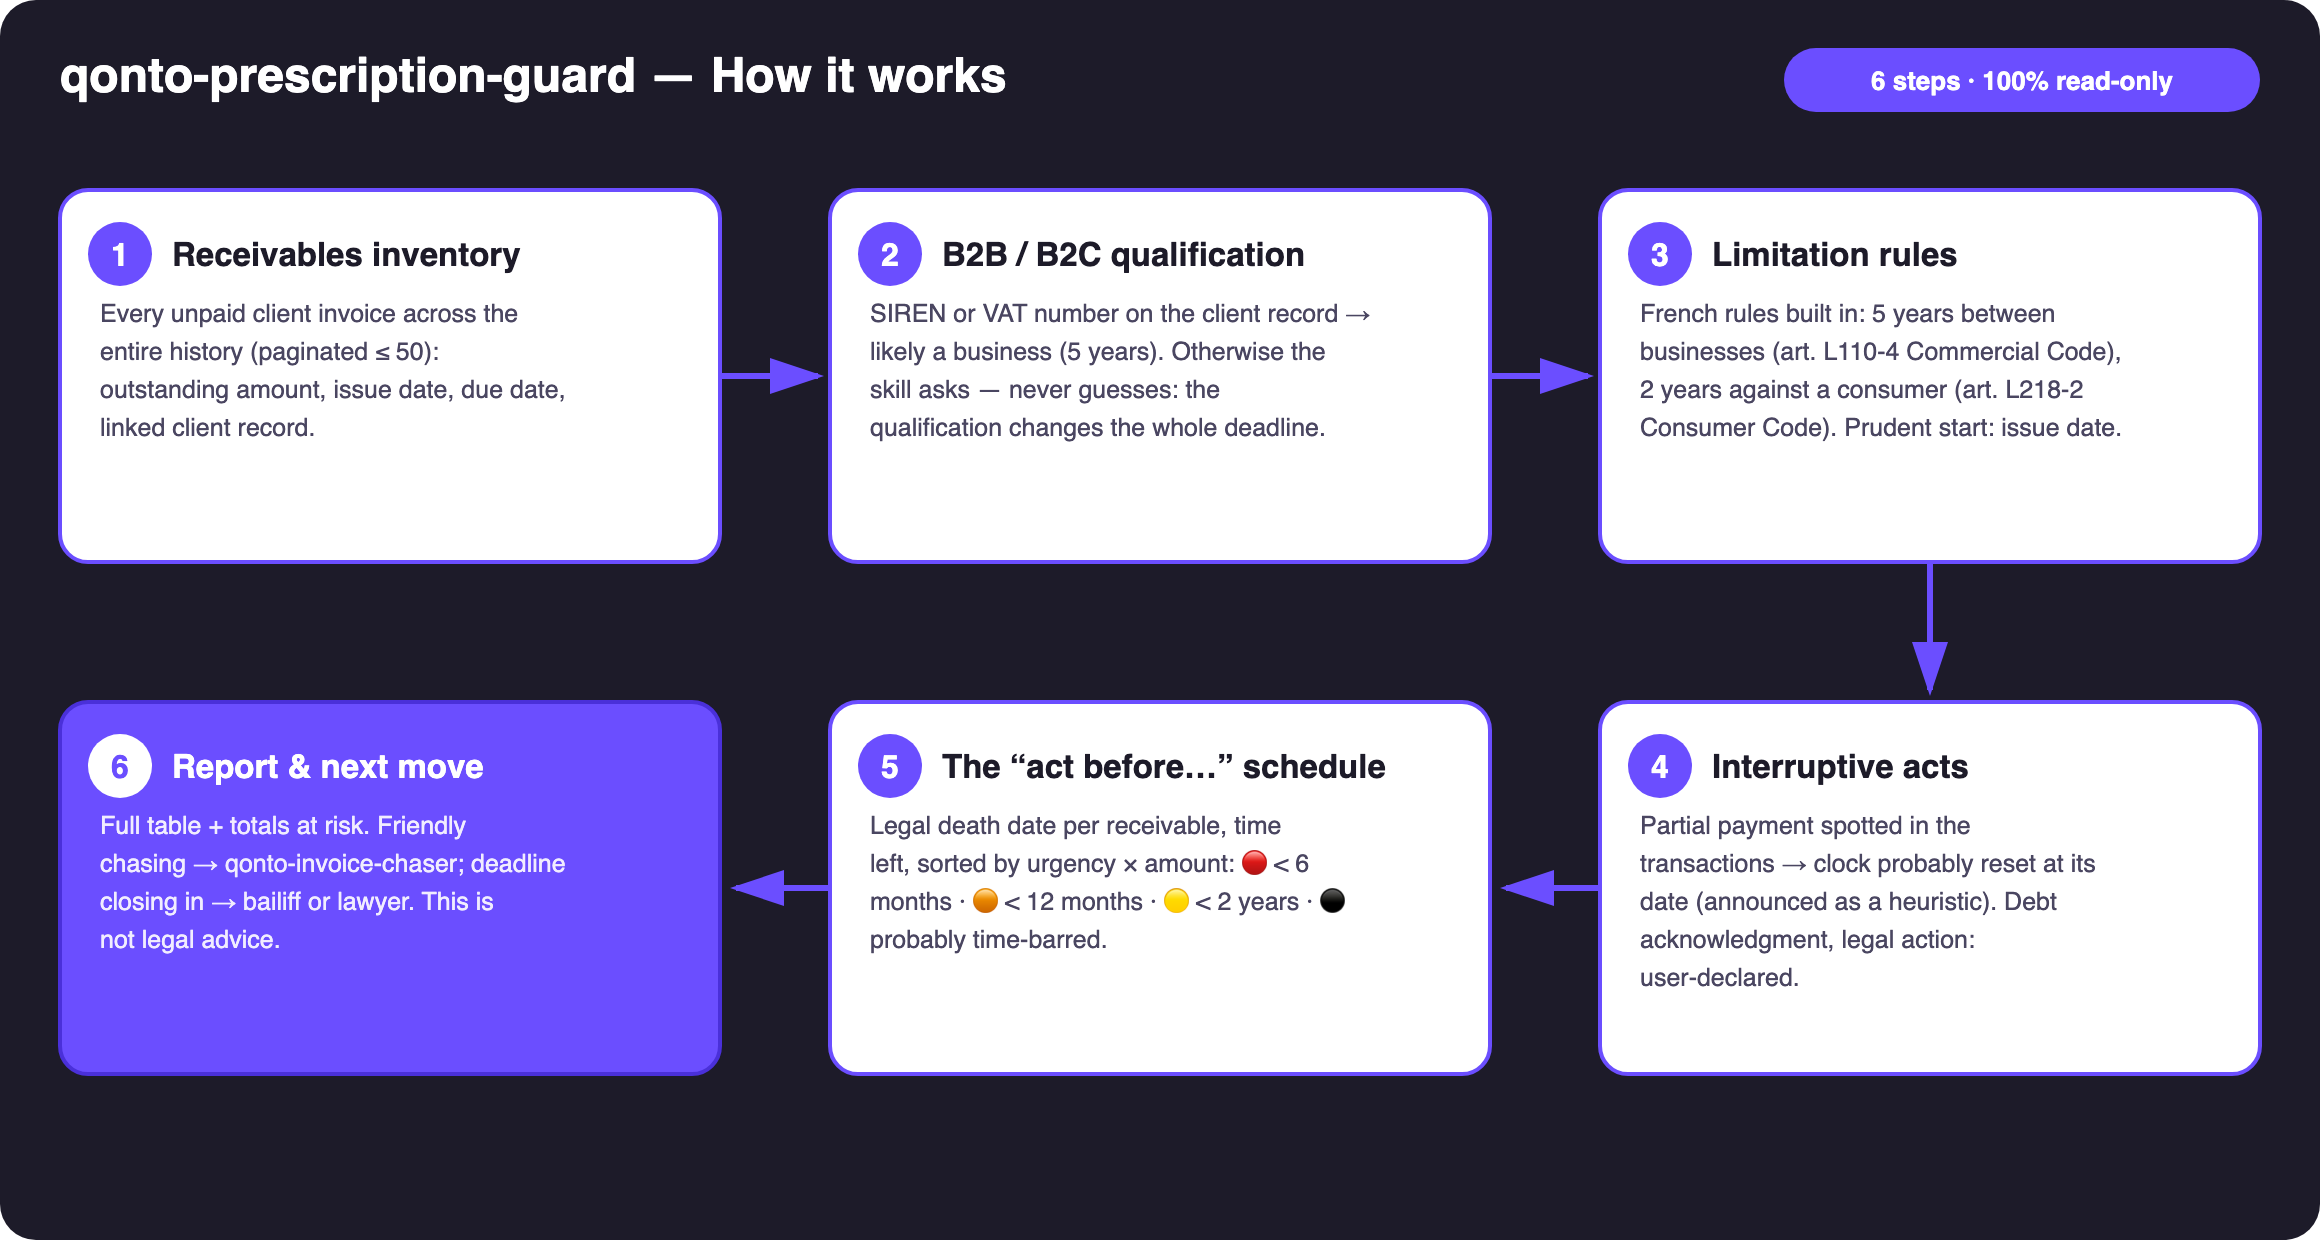 qonto-prescription-guard — How it works
6 steps · 100% read-only
1
Receivables inventory
Every unpaid client invoice across the
entire history (paginated ≤ 50):
outstanding amount, issue date, due date,
linked client record.
2
B2B / B2C qualification
SIREN or VAT number on the client record →
likely a business (5 years). Otherwise the
skill asks — never guesses: the
qualification changes the whole deadline.
3
Limitation rules
French rules built in: 5 years between
businesses (art. L110-4 Commercial Code),
2 years against a consumer (art. L218-2
Consumer Code). Prudent start: issue date.
4
Interruptive acts
Partial payment spotted in the
transactions → clock probably reset at its
date (announced as a heuristic). Debt
acknowledgment, legal action:
user-declared.
5
The “act before…” schedule
Legal death date per receivable, time
left, sorted by urgency × amount: 🔴 < 6
months · 🟠 < 12 months · 🟡 < 2 years · ⚫
probably time-barred.
6
Report & next move
Full table + totals at risk. Friendly
chasing → qonto-invoice-chaser; deadline
closing in → bailiff or lawyer. This is
not legal advice.